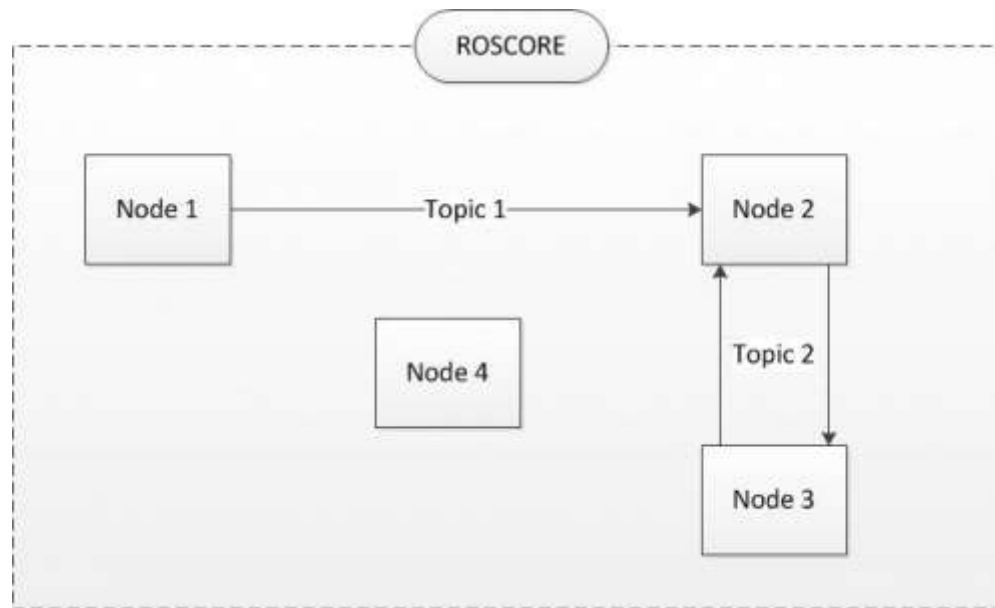 ROSCORE
Node 1
Topic 1
Node 2
Node 4
Topic 2
Node 3